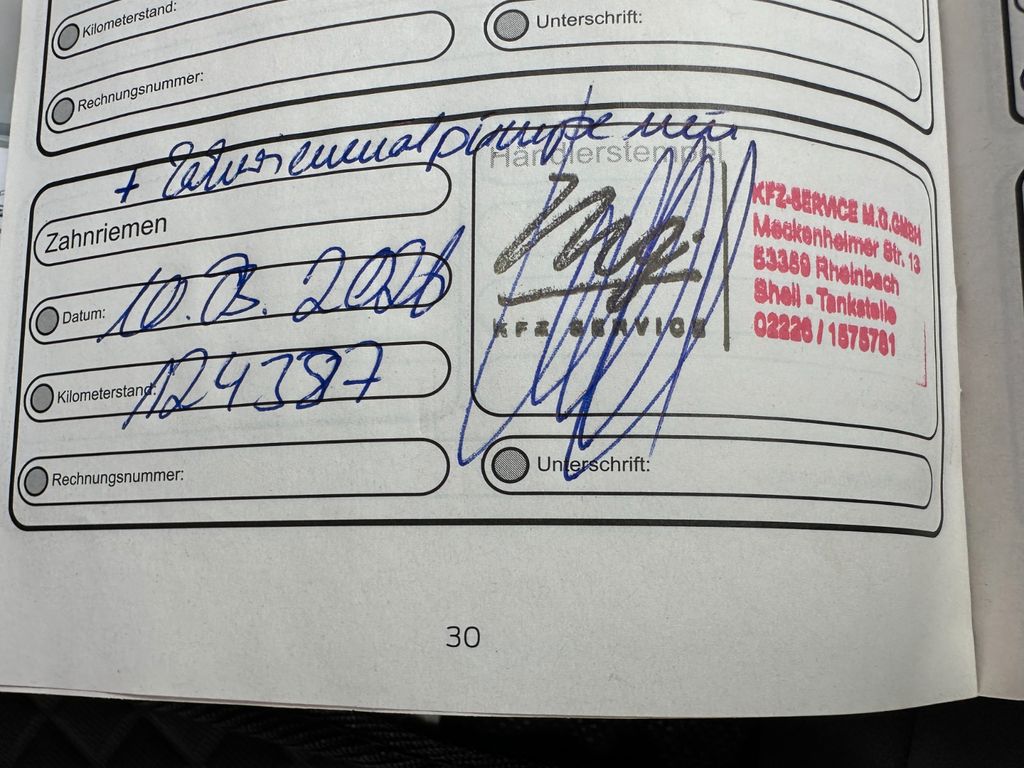 Kilometerstand:
Unterschrift:
Rechnungsnummer:
+
neu
Händlerstempel
Zahnriemen
Datum: 10.03.2026
Kilometerstand: 124387
Rechnungsnummer:
KFZ SERVICE
KFZ-SERVICE M.Q.GMBH
Meckenheimer Str. 13
53359 Rheinbach
Shell - Tankstelle
02226 / 1575781
Unterschrift:
30